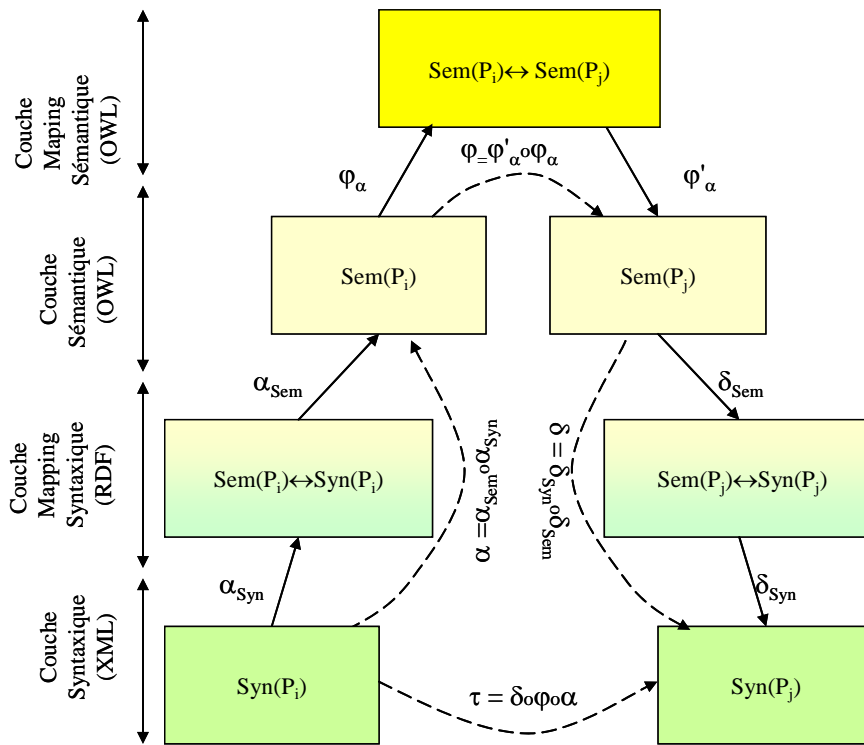 Couche
Maping
Sémantique
(OWL)
Sem(Pi)↔ Sem(Pj)
φα
φ=φ'αoφα
φ'α
Couche
Sémantique
(OWL)
Sem(Pi)
Sem(Pj)
αSem
δSem
Couche
Mapping
Syntaxique
(RDF)
Sem(Pi)↔Syn(Pi)
α =αSemoαSyn
δ = δSynoδSem
Sem(Pj)↔Syn(Pj)
αSyn
δSyn
Couche
Syntaxique
(XML)
Syn(Pi)
τ = δoφoα
Syn(Pj)